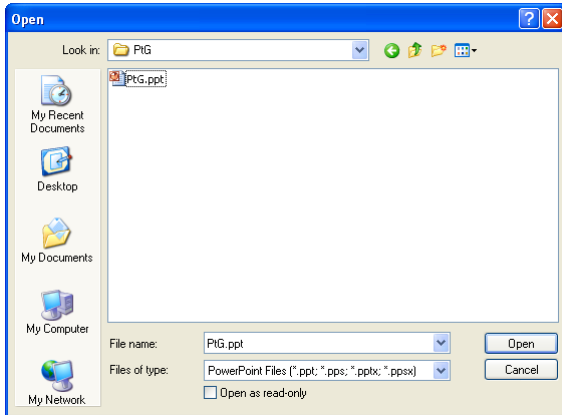 Open
Look in: PtG
PtG.ppt
My Recent
Documents
Desktop
My Documents
My Computer
My Network
File name: PtG.ppt Open
Files of type: PowerPoint Files (*.ppt; *.pps; *.pptx; *.ppsx) Cancel
Open as read-only